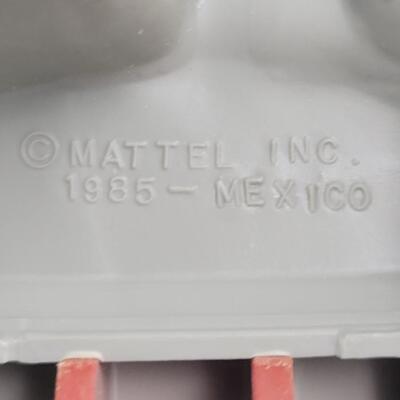 © MATTEL INC.
1985 - MEXICO